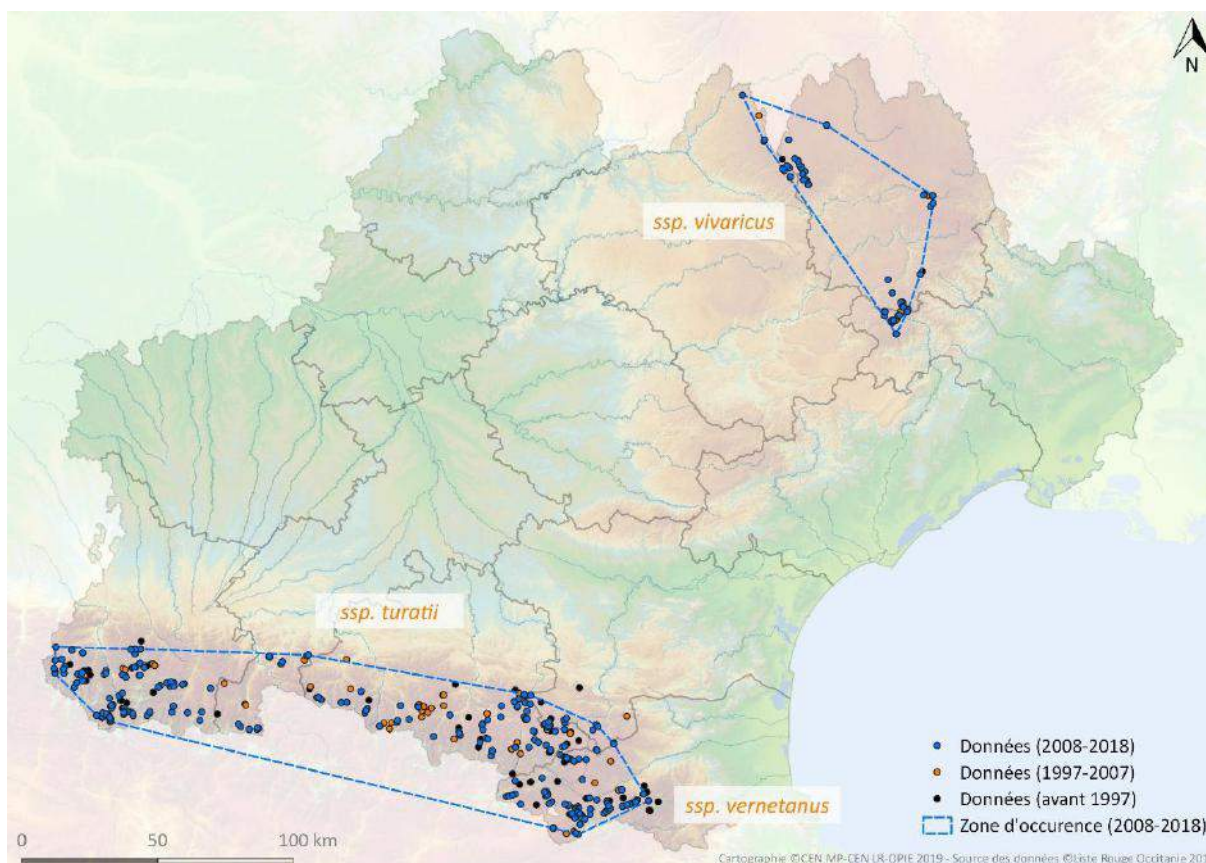 N
ssp. vivaricus
ssp. turatii
ssp. vernetanus
Données (2008-2018)
Données (1997-2007)
Données (avant 1997)
Zone d'occurence (2008-2018)
0 50 100 km
Cartographie ©CEN MP-CEN LR-OPIE 2019 - Source des données ©Liste Rouge Occitanie 201